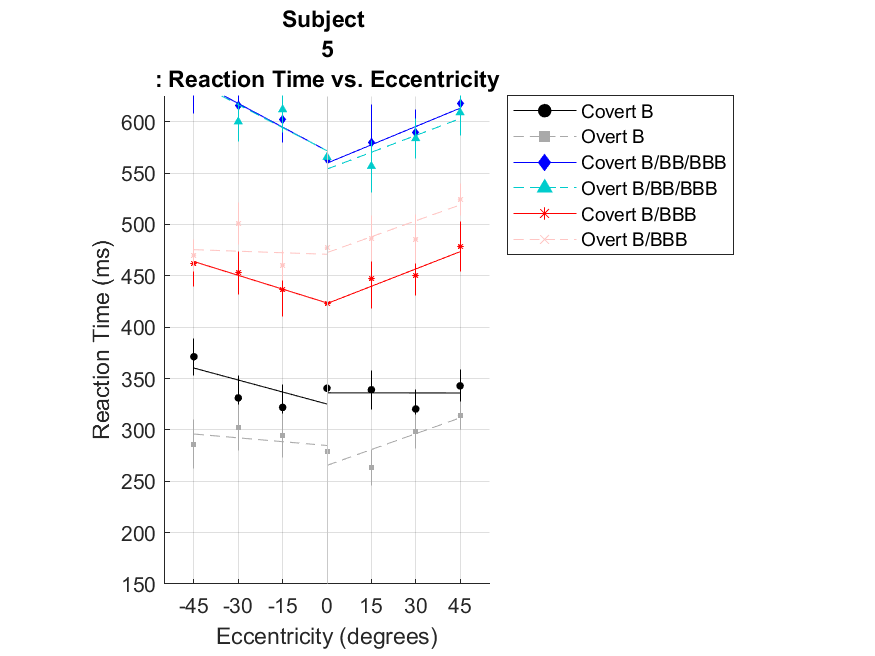 Subject
5
: Reaction Time vs. Eccentricity
Reaction Time (ms)
600
550
500
450
400
350
300
250
200
150
-45 -30 -15 0 15 30 45
Eccentricity (degrees)
Covert B
Overt B
Covert B/BB/BBB
Overt B/BB/BBB
Covert B/BBB
Overt B/BBB